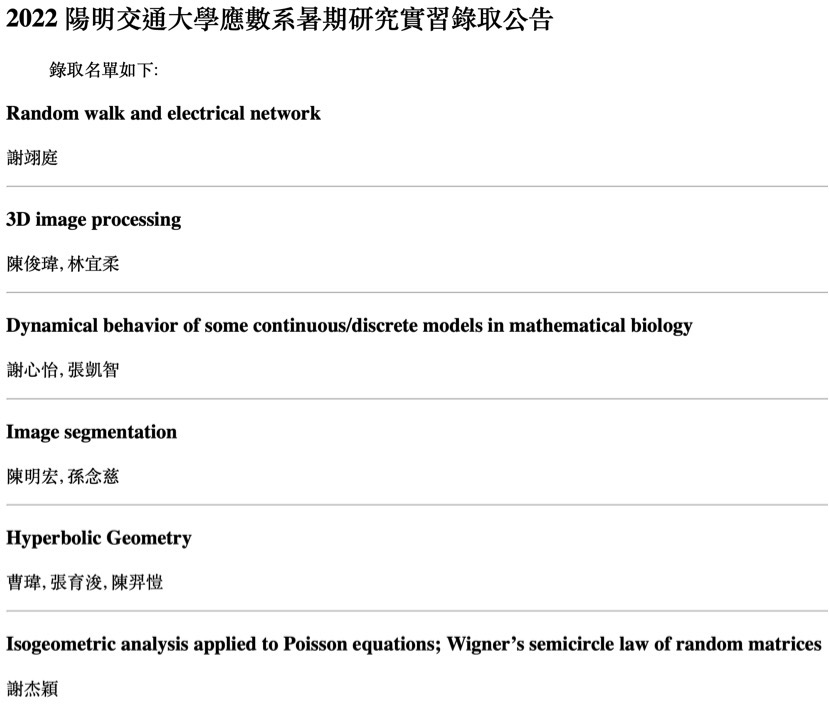 2022 陽明交通大學應數系暑期研究實習錄取公告
錄取名單如下:
Random walk and electrical network
謝翊庭
3D image processing
陳俊瑋, 林宜柔
Dynamical behavior of some continuous/discrete models in mathematical biology
謝心怡, 張凱智
Image segmentation
陳明宏, 孫念慈
Hyperbolic Geometry
曹瑋, 張育浚, 陳羿愷
Isogeometric analysis applied to Poisson equations; Wigner’s semicircle law of random matrices
謝杰穎